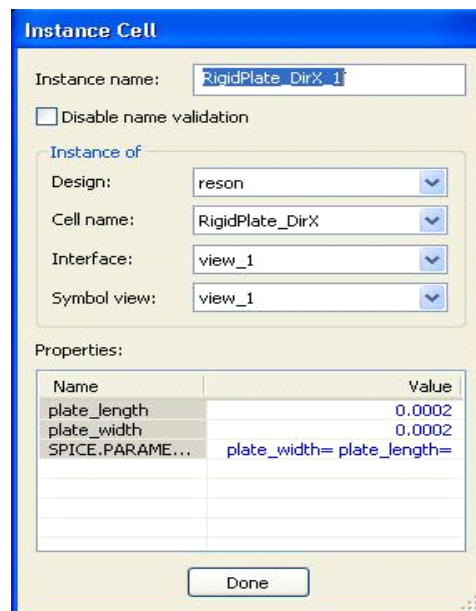 Instance Cell
Instance name: RigidPlate_DirX_1
Disable name validation
Instance of
Design: reson
Cell name: RigidPlate_DirX
Interface: view_1
Symbol view: view_1
Properties:
Name Value
plate_length 0.0002
plate_width 0.0002
SPICE.PARAME... plate_width= plate_length=
Done